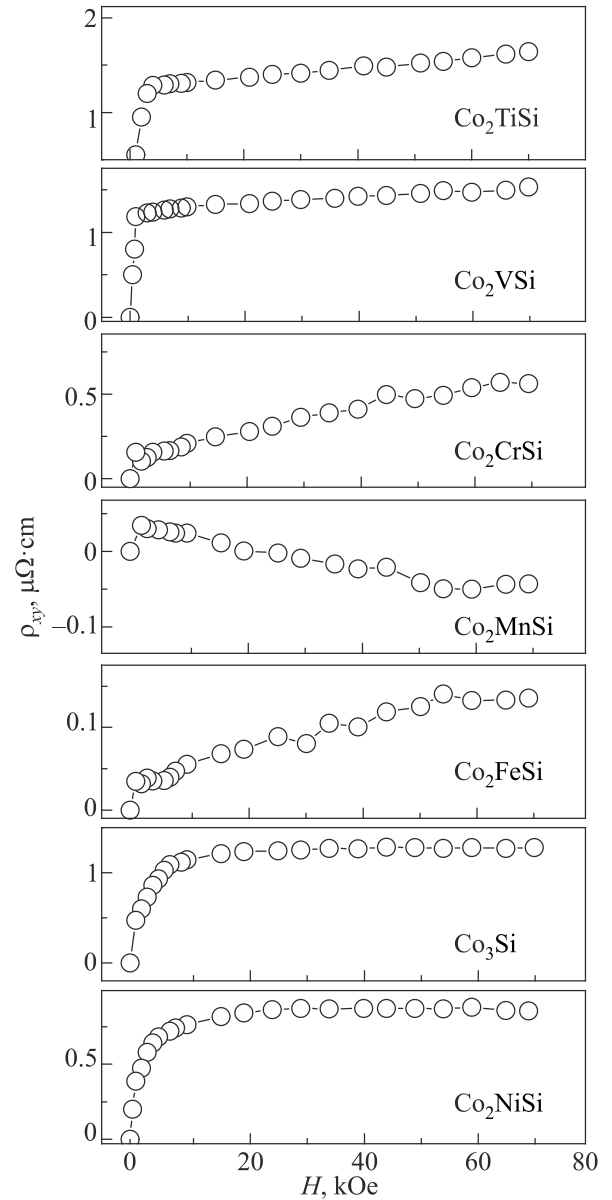 2
1
Co₂TiSi
1
0
Co₂VSi
0.5
0
Co₂CrSi
0
–0.1
Co₂MnSi
ρxy, μΩ·cm
0.1
0
Co₂FeSi
1
0
Co₃Si
0.5
0
Co₂NiSi
0 20 40 60 80
H, kOe